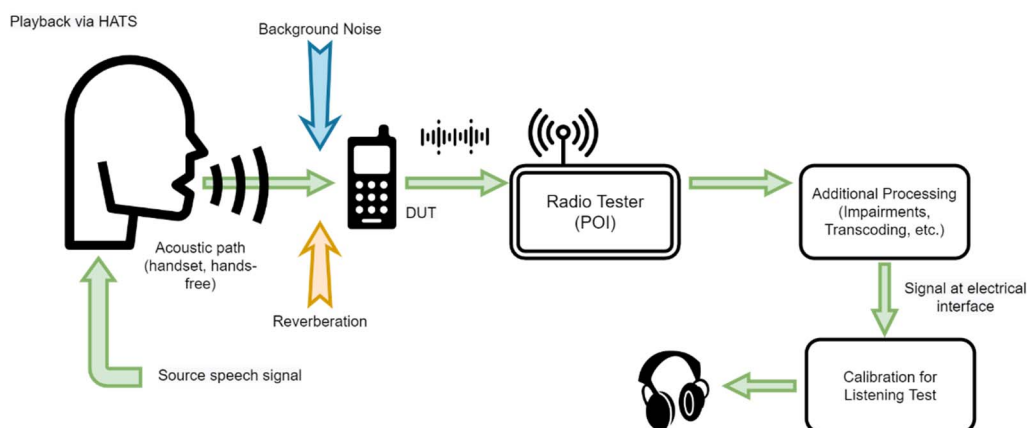 Playback via HATS
Background Noise
DUT
Acoustic path
(handset, hands-
free)
Reverberation
Source speech signal
Radio Tester
(POI)
Additional Processing
(Impairments,
Transcoding, etc.)
Signal at electrical
interface
Calibration for
Listening Test